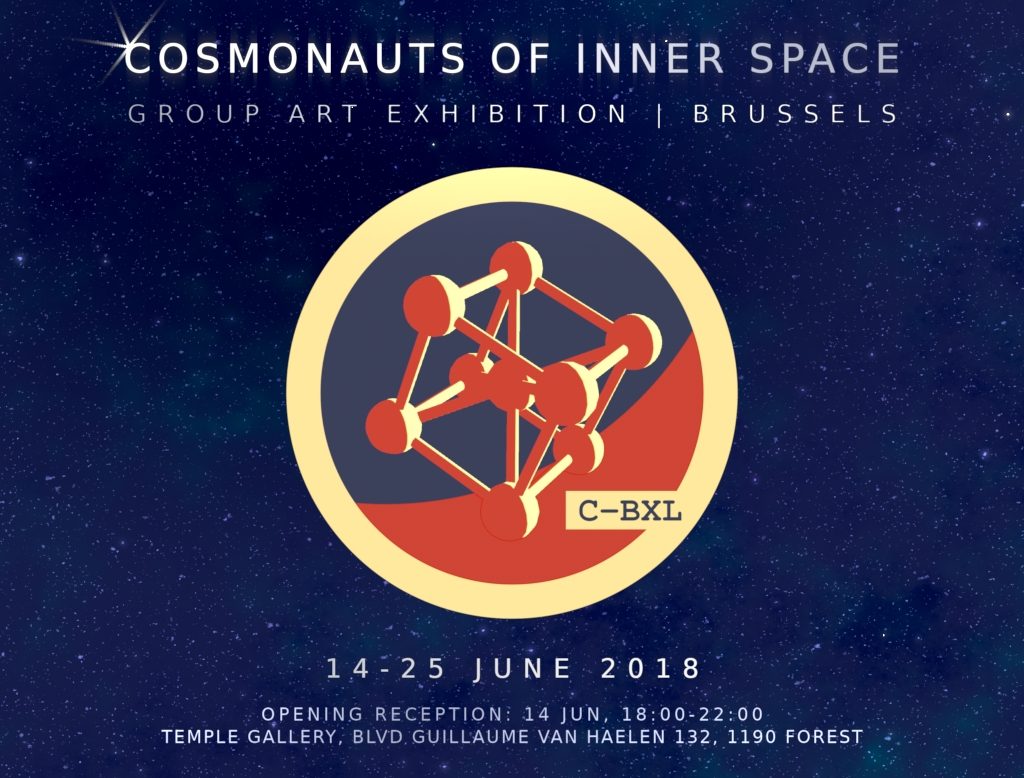 COSMONAUTS OF INNER SPACE
GROUP ART EXHIBITION | BRUSSELS
C-BXL
14-25 JUNE 2018
OPENING RECEPTION: 14 JUN, 18:00-22:00
TEMPLE GALLERY, BLVD GUILLAUME VAN HAELEN 132, 1190 FOREST